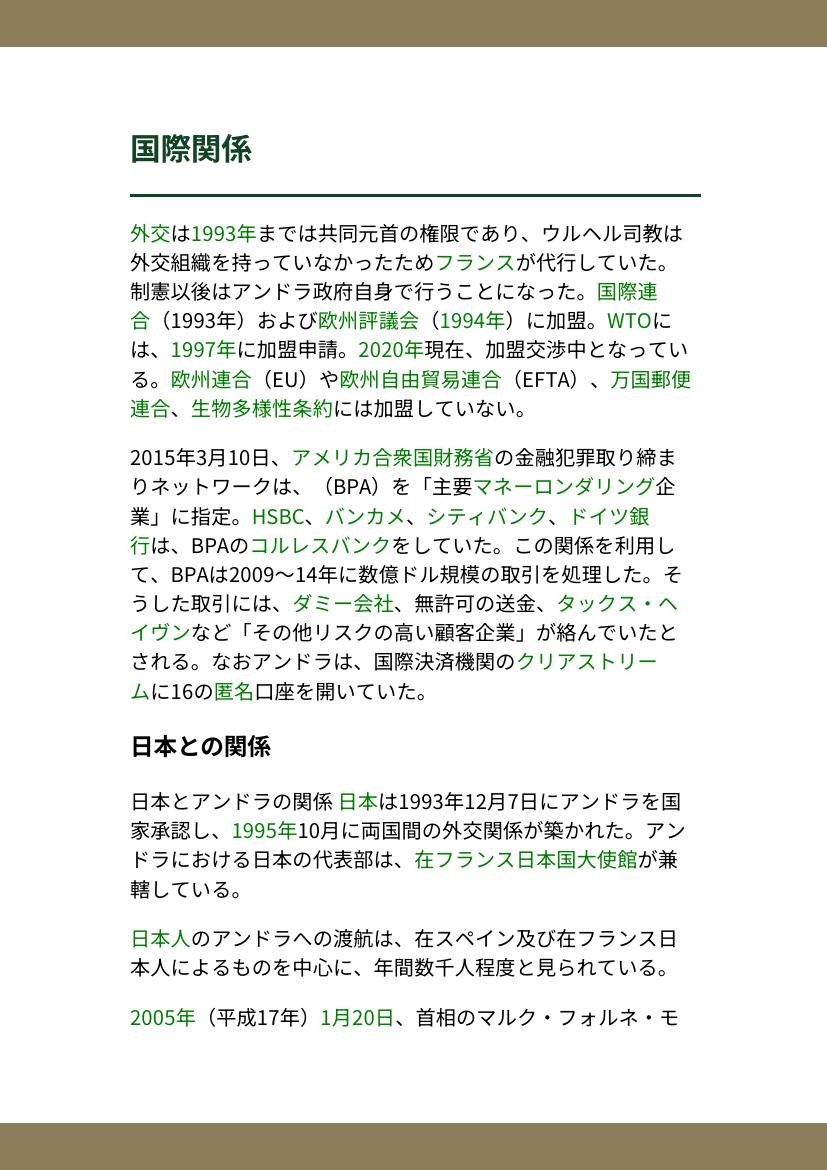 国際関係
外交は1993年までは共同元首の権限であり、ウルヘル司教は
外交組織を持っていなかったためフランスが代行していた。
制憲以後はアンドラ政府自身で行うことになった。国際連
合（1993年）および欧州評議会（1994年）に加盟。WTOに
は、1997年に加盟申請。2020年現在、加盟交渉中となってい
る。欧州連合（EU）や欧州自由貿易連合（EFTA）、万国郵便
連合、生物多様性条約には加盟していない。
2015年3月10日、アメリカ合衆国財務省の金融犯罪取り締ま
りネットワークは、（BPA）を「主要マネーロンダリング企
業」に指定。HSBC、バンカメ、シティバンク、ドイツ銀
行は、BPAのコルレスバンクをしていた。この関係を利用し
て、BPAは2009〜14年に数億ドル規模の取引を処理した。そ
うした取引には、ダミー会社、無許可の送金、タックス・ヘ
イヴンなど「その他リスクの高い顧客企業」が絡んでいたと
される。なおアンドラは、国際決済機関のクリアストリー
ムに16の匿名口座を開いていた。
日本との関係
日本とアンドラの関係 日本は1993年12月7日にアンドラを国
家承認し、1995年10月に両国間の外交関係が築かれた。アン
ドラにおける日本の代表部は、在フランス日本国大使館が兼
轄している。
日本人のアンドラへの渡航は、在スペイン及び在フランス日
本人によるものを中心に、年間数千人程度と見られている。
2005年（平成17年）1月20日、首相のマルク・フォルネ・モ